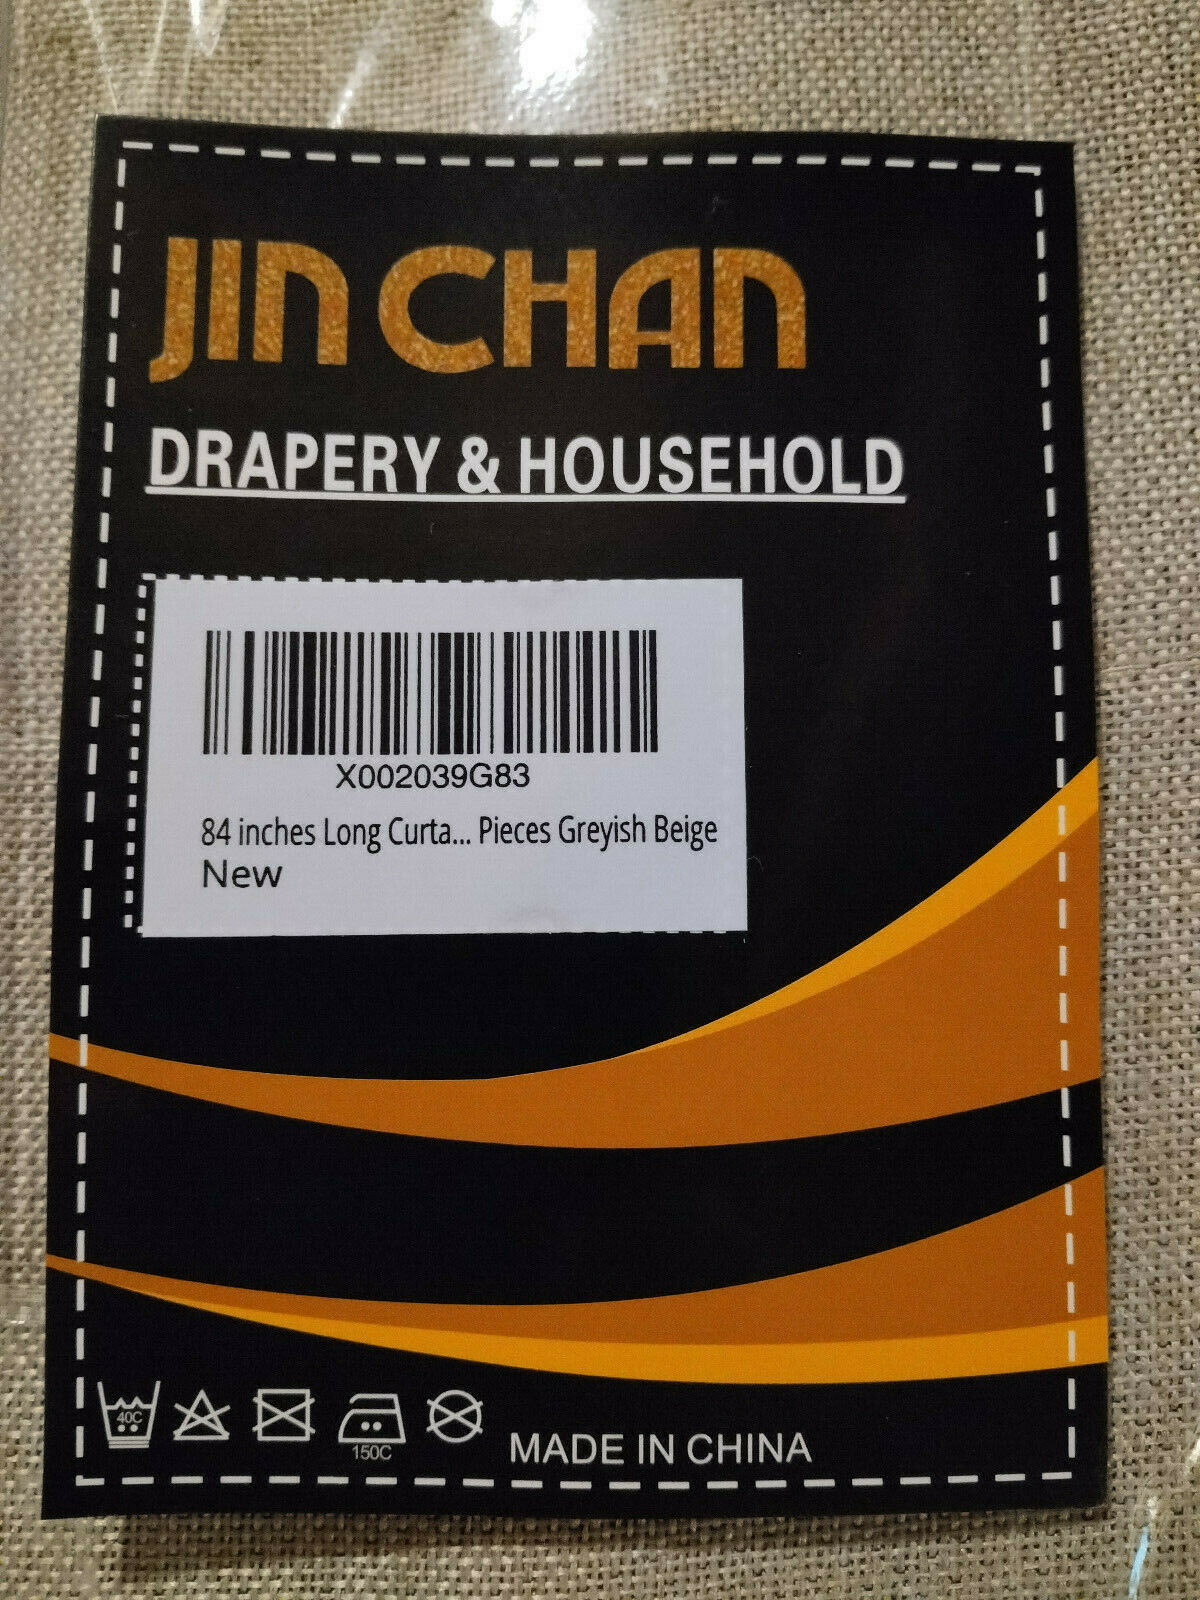 JIN CHAN
DRAPERY & HOUSEHOLD
X002039G83
84 inches Long Curta... Pieces Greyish Beige
New
40C
150C
MADE IN CHINA